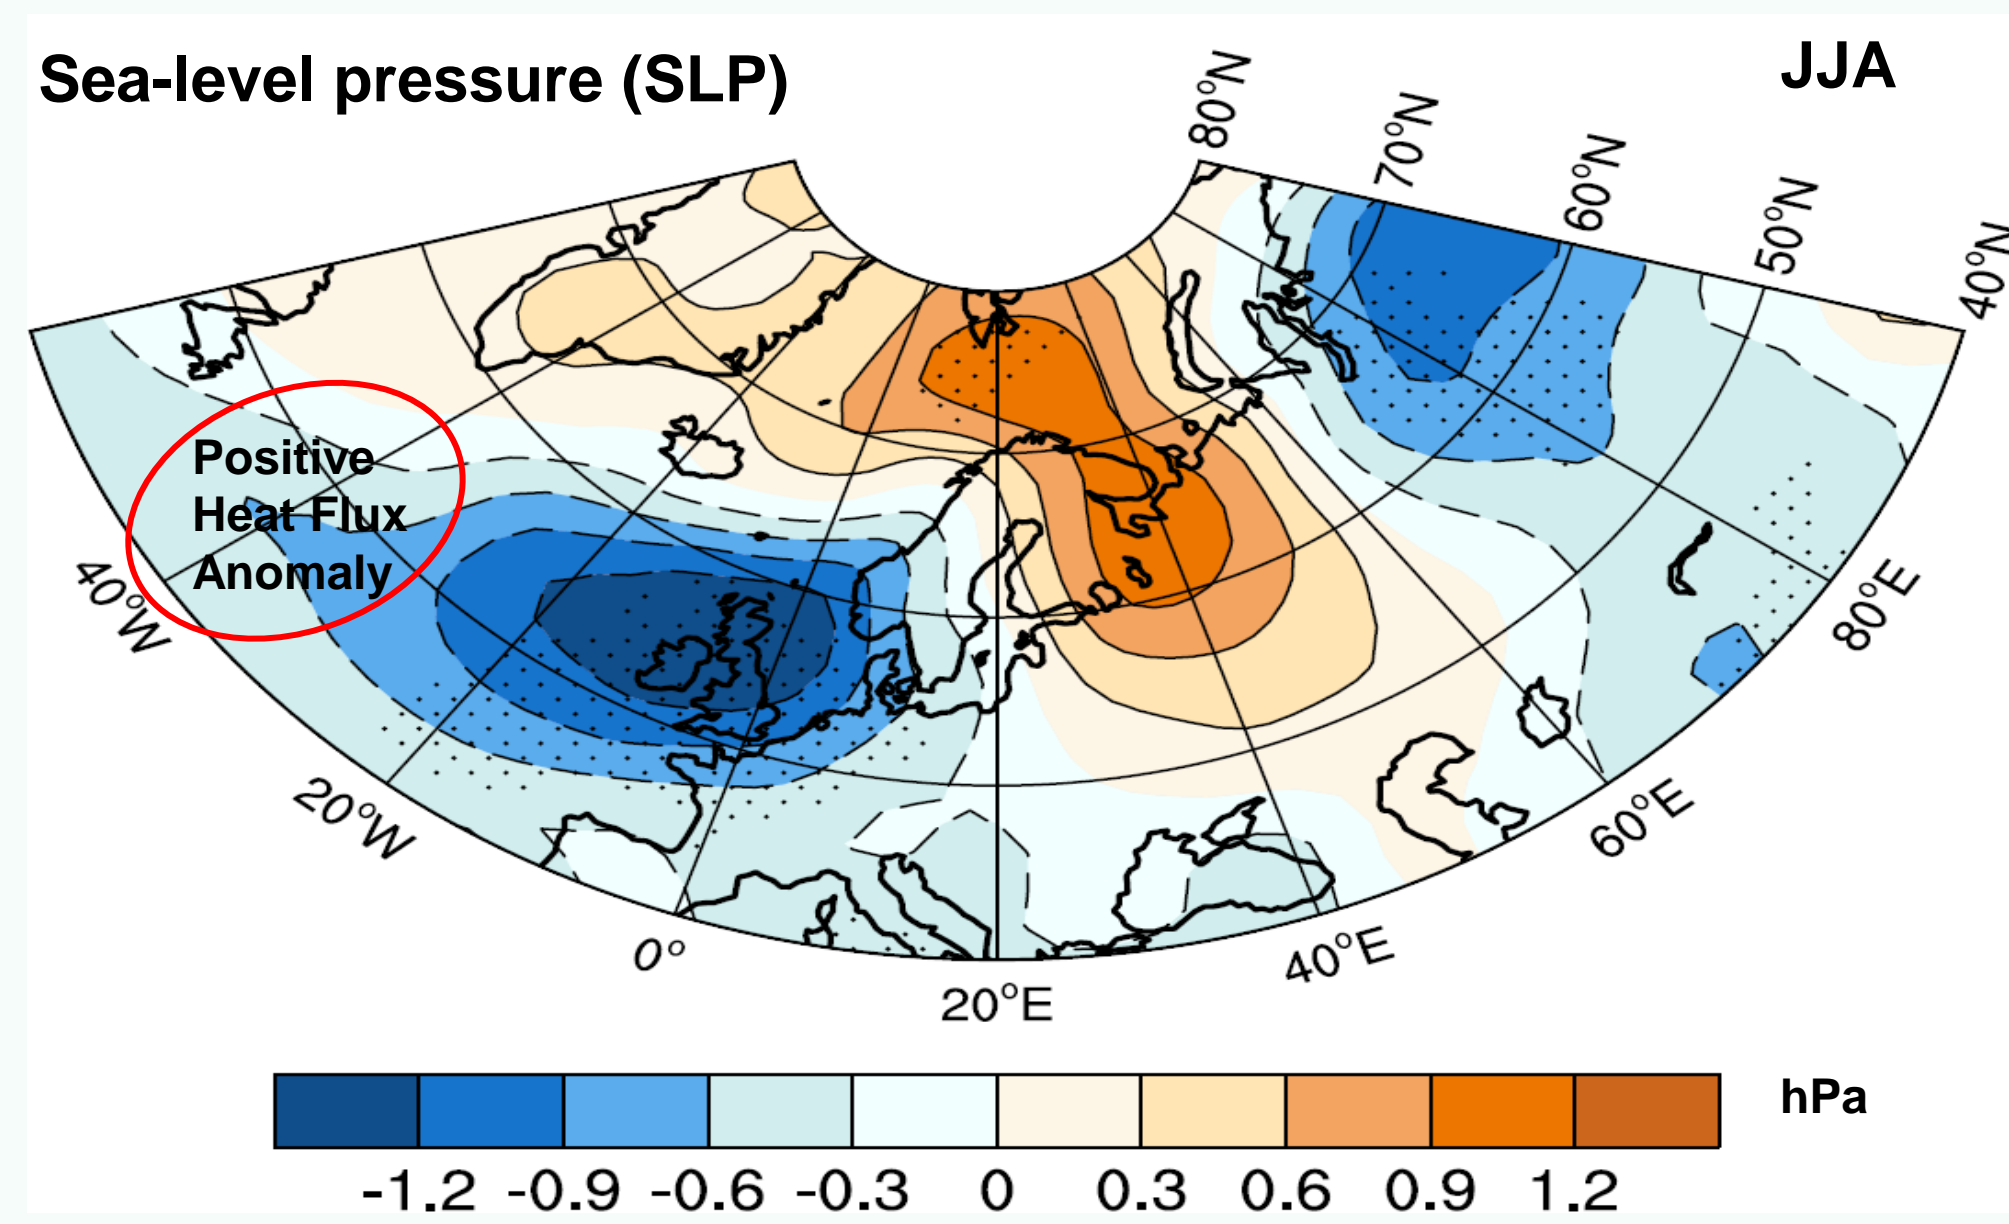 Sea-level pressure (SLP)
JJA
80°N
70°N
60°N
50°N
40°N
Positive
Heat Flux
Anomaly
40°W
20°W
0°
20°E
40°E
60°E
80°E
hPa
-1.2 -0.9 -0.6 -0.3 0 0.3 0.6 0.9 1.2